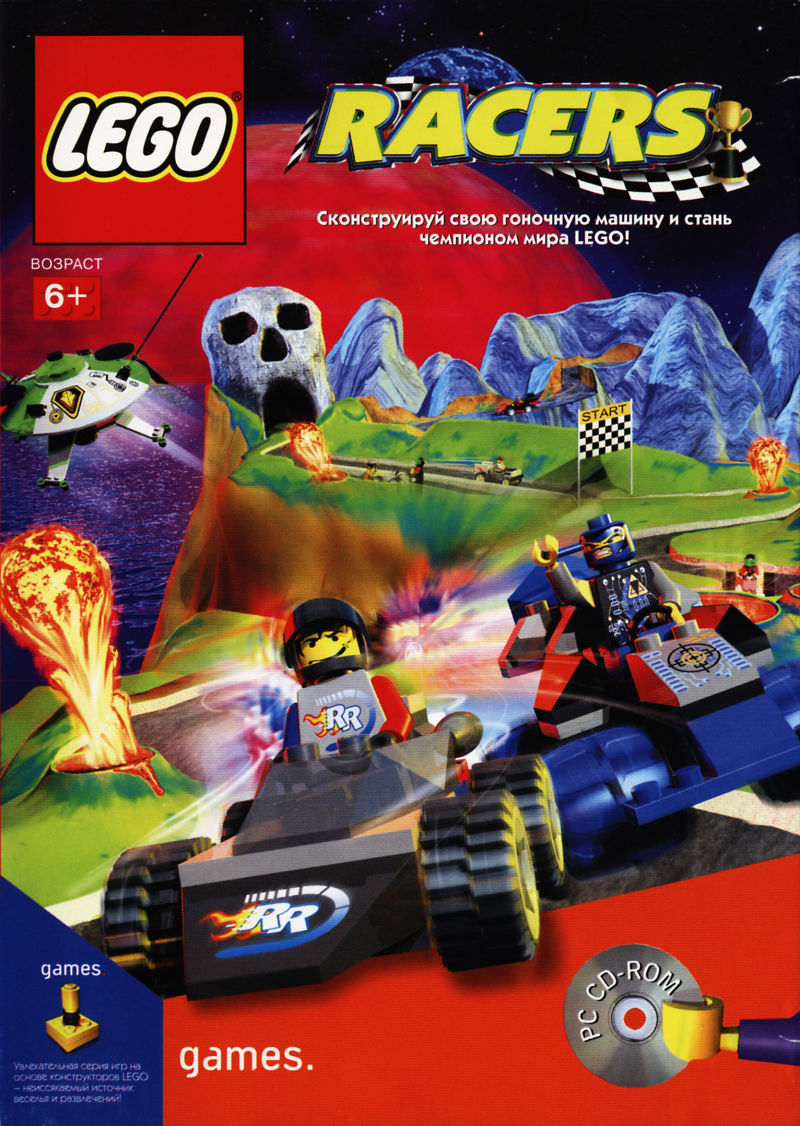 LEGO®
RACERS
Сконструируй свою гоночную машину и стань
чемпионом мира LEGO!
ВОЗРАСТ
6+
START
RR
RR
PC CD-ROM
games.
games.
Увлекательная серия игр на
основе конструкторов LEGO
– неиссякаемый источник
веселья и развлечений!